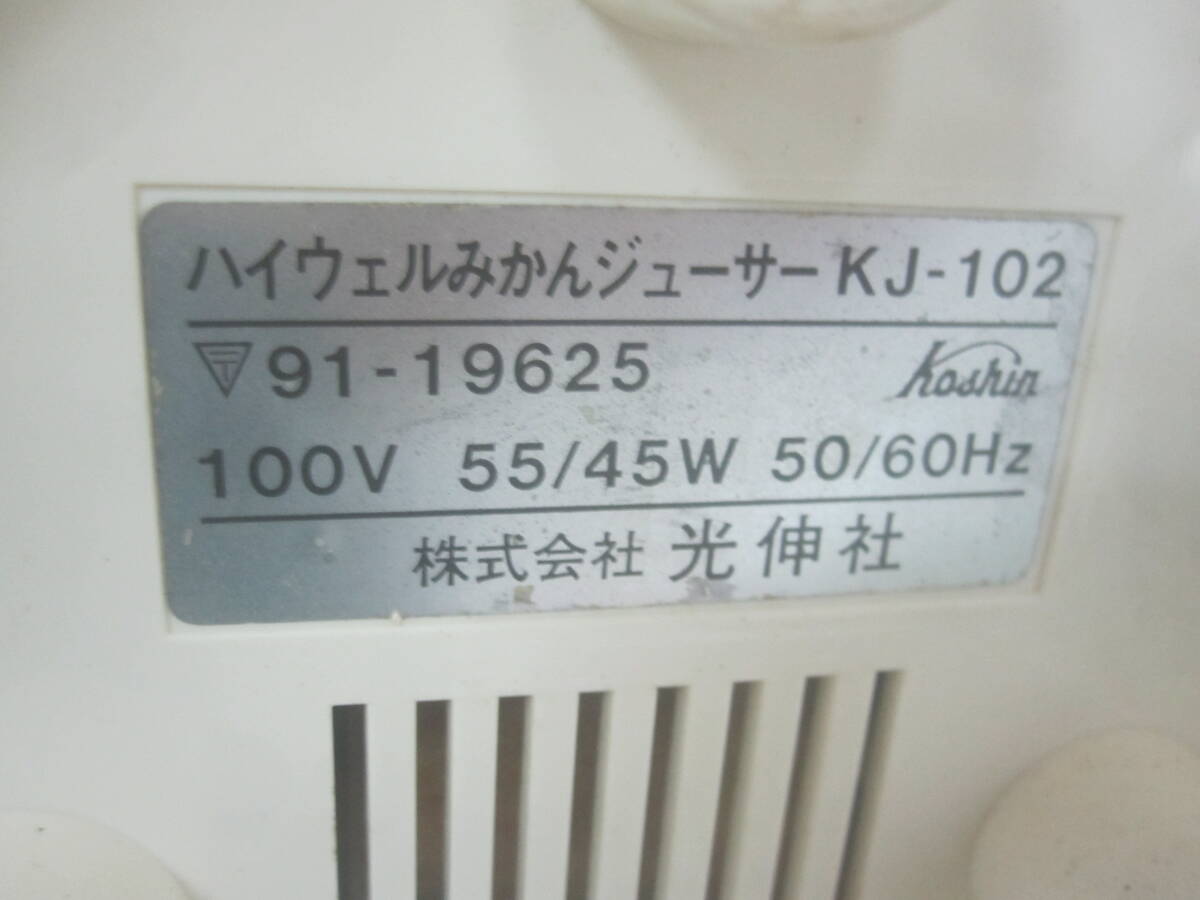 ハイウェルみかんジューサー KJ-102
〒 91-19625 Koshin
100V 55/45W 50/60Hz
株式会社 光伸社